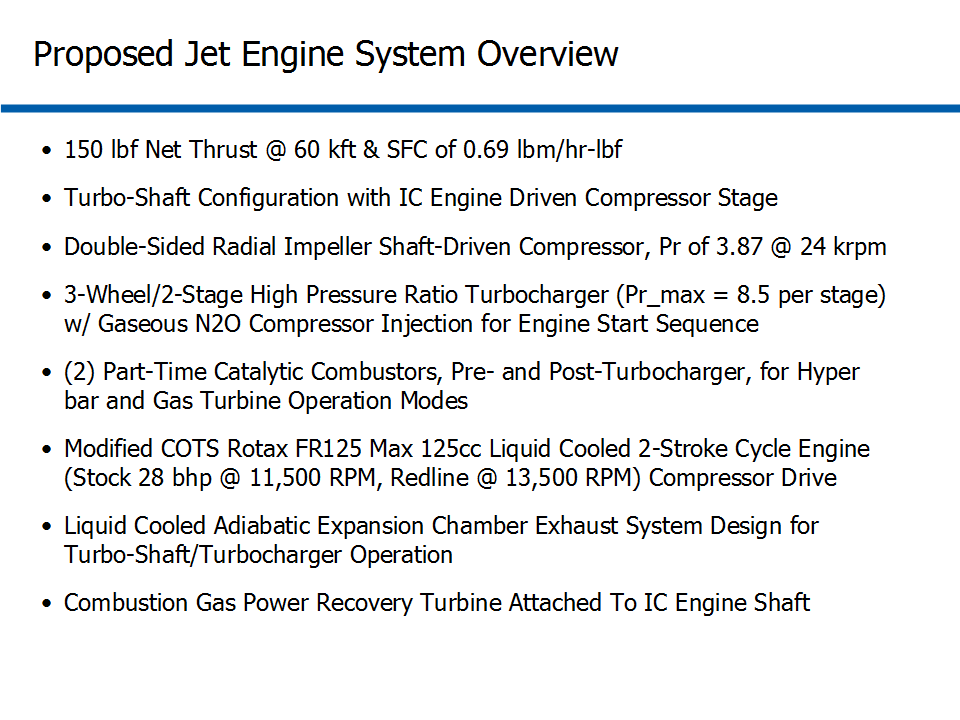 Proposed Jet Engine System Overview
• 150 lbf Net Thrust @ 60 kft & SFC of 0.69 lbm/hr-lbf
• Turbo-Shaft Configuration with IC Engine Driven Compressor Stage
• Double-Sided Radial Impeller Shaft-Driven Compressor, Pr of 3.87 @ 24 krpm
• 3-Wheel/2-Stage High Pressure Ratio Turbocharger (Pr_max = 8.5 per stage)
w/ Gaseous N2O Compressor Injection for Engine Start Sequence
• (2) Part-Time Catalytic Combustors, Pre- and Post-Turbocharger, for Hyper
bar and Gas Turbine Operation Modes
• Modified COTS Rotax FR125 Max 125cc Liquid Cooled 2-Stroke Cycle Engine
(Stock 28 bhp @ 11,500 RPM, Redline @ 13,500 RPM) Compressor Drive
• Liquid Cooled Adiabatic Expansion Chamber Exhaust System Design for
Turbo-Shaft/Turbocharger Operation
• Combustion Gas Power Recovery Turbine Attached To IC Engine Shaft